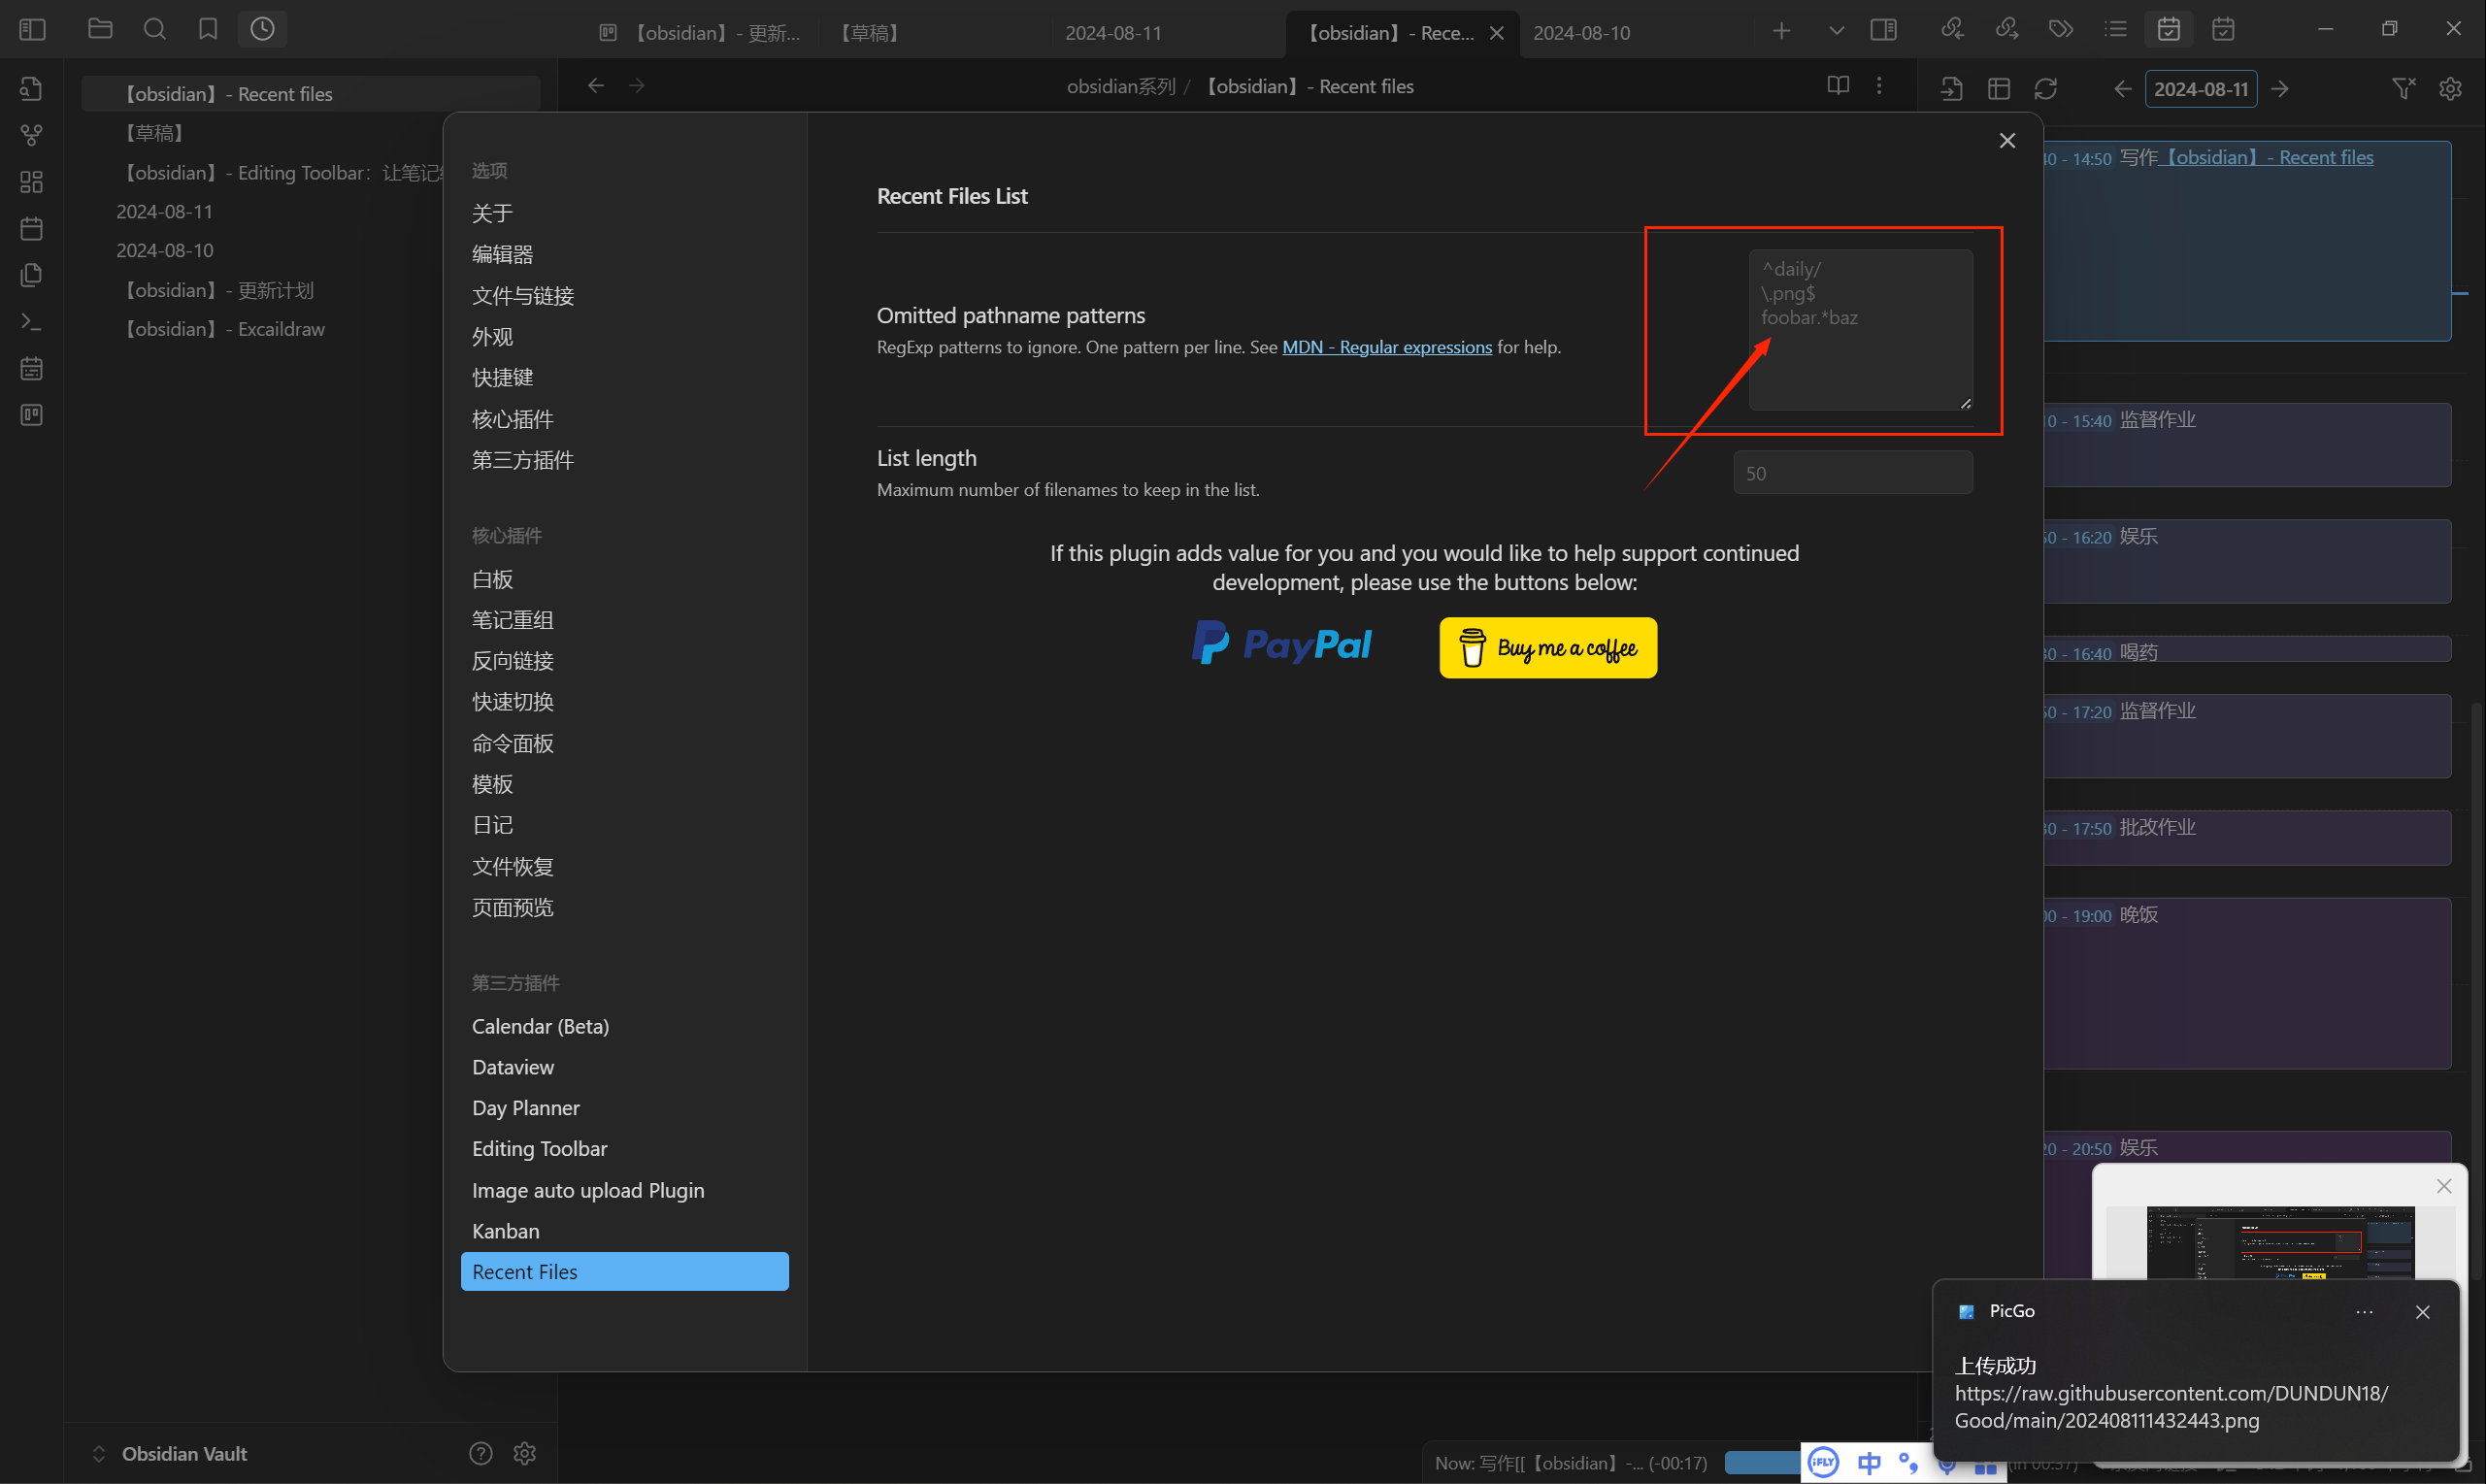 【obsidian】- 更新...
【草稿】
2024-08-11
【obsidian】- Rece...
2024-08-10
【obsidian】- Recent files
【草稿】
【obsidian】- Editing Toolbar：让笔记
2024-08-11
2024-08-10
【obsidian】- 更新计划
【obsidian】- Excaildraw
Obsidian Vault
obsidian系列 / 【obsidian】- Recent files
选项
关于
编辑器
文件与链接
外观
快捷键
核心插件
第三方插件
核心插件
白板
笔记重组
反向链接
快速切换
命令面板
模板
日记
文件恢复
页面预览
第三方插件
Calendar (Beta)
Dataview
Day Planner
Editing Toolbar
Image auto upload Plugin
Kanban
Recent Files
Recent Files List
Omitted pathname patterns
RegExp patterns to ignore. One pattern per line. See MDN - Regular expressions for help.
^daily/
\.png$
foobar.*baz
List length
Maximum number of filenames to keep in the list.
50
If this plugin adds value for you and you would like to help support continued
development, please use the buttons below:
PayPal
Buy me a coffee
2024-08-11
0 - 14:50 写作【obsidian】- Recent files
0 - 15:40 监督作业
0 - 16:20 娱乐
0 - 16:40 喝药
0 - 17:20 监督作业
0 - 17:50 批改作业
0 - 19:00 晚饭
0 - 20:50 娱乐
PicGo
上传成功
https://raw.githubusercontent.com/DUNDUN18/
Good/main/202408111432443.png
Now: 写作[[【obsidian】-... (-00:17)
iFLY 中